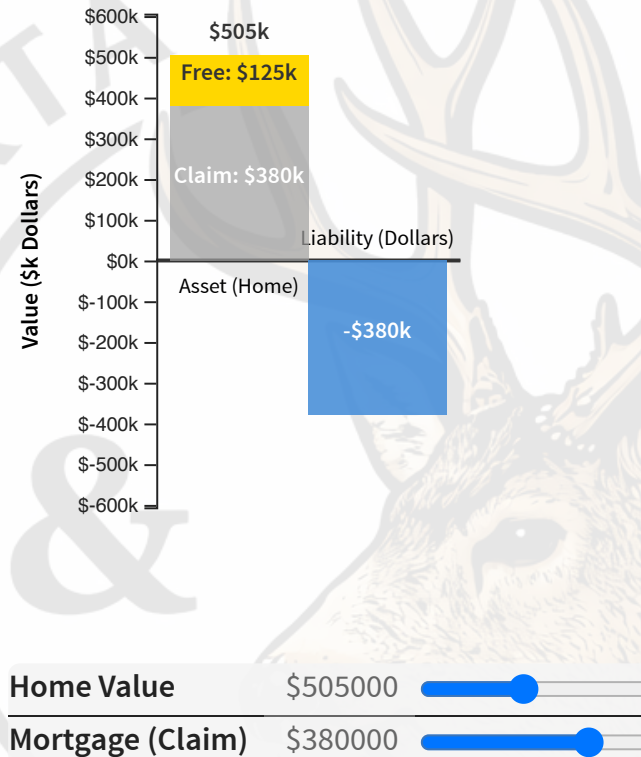 $600k
$505k
$500k
Free: $125k
$400k
$300k
$200k
Claim: $380k
$100k
Liability (Dollars)
$0k
Asset (Home)
$-100k
$-200k
-$380k
$-300k
$-400k
$-500k
$-600k
Value ($k Dollars)
TA
&
Home Value $505000
Mortgage (Claim) $380000